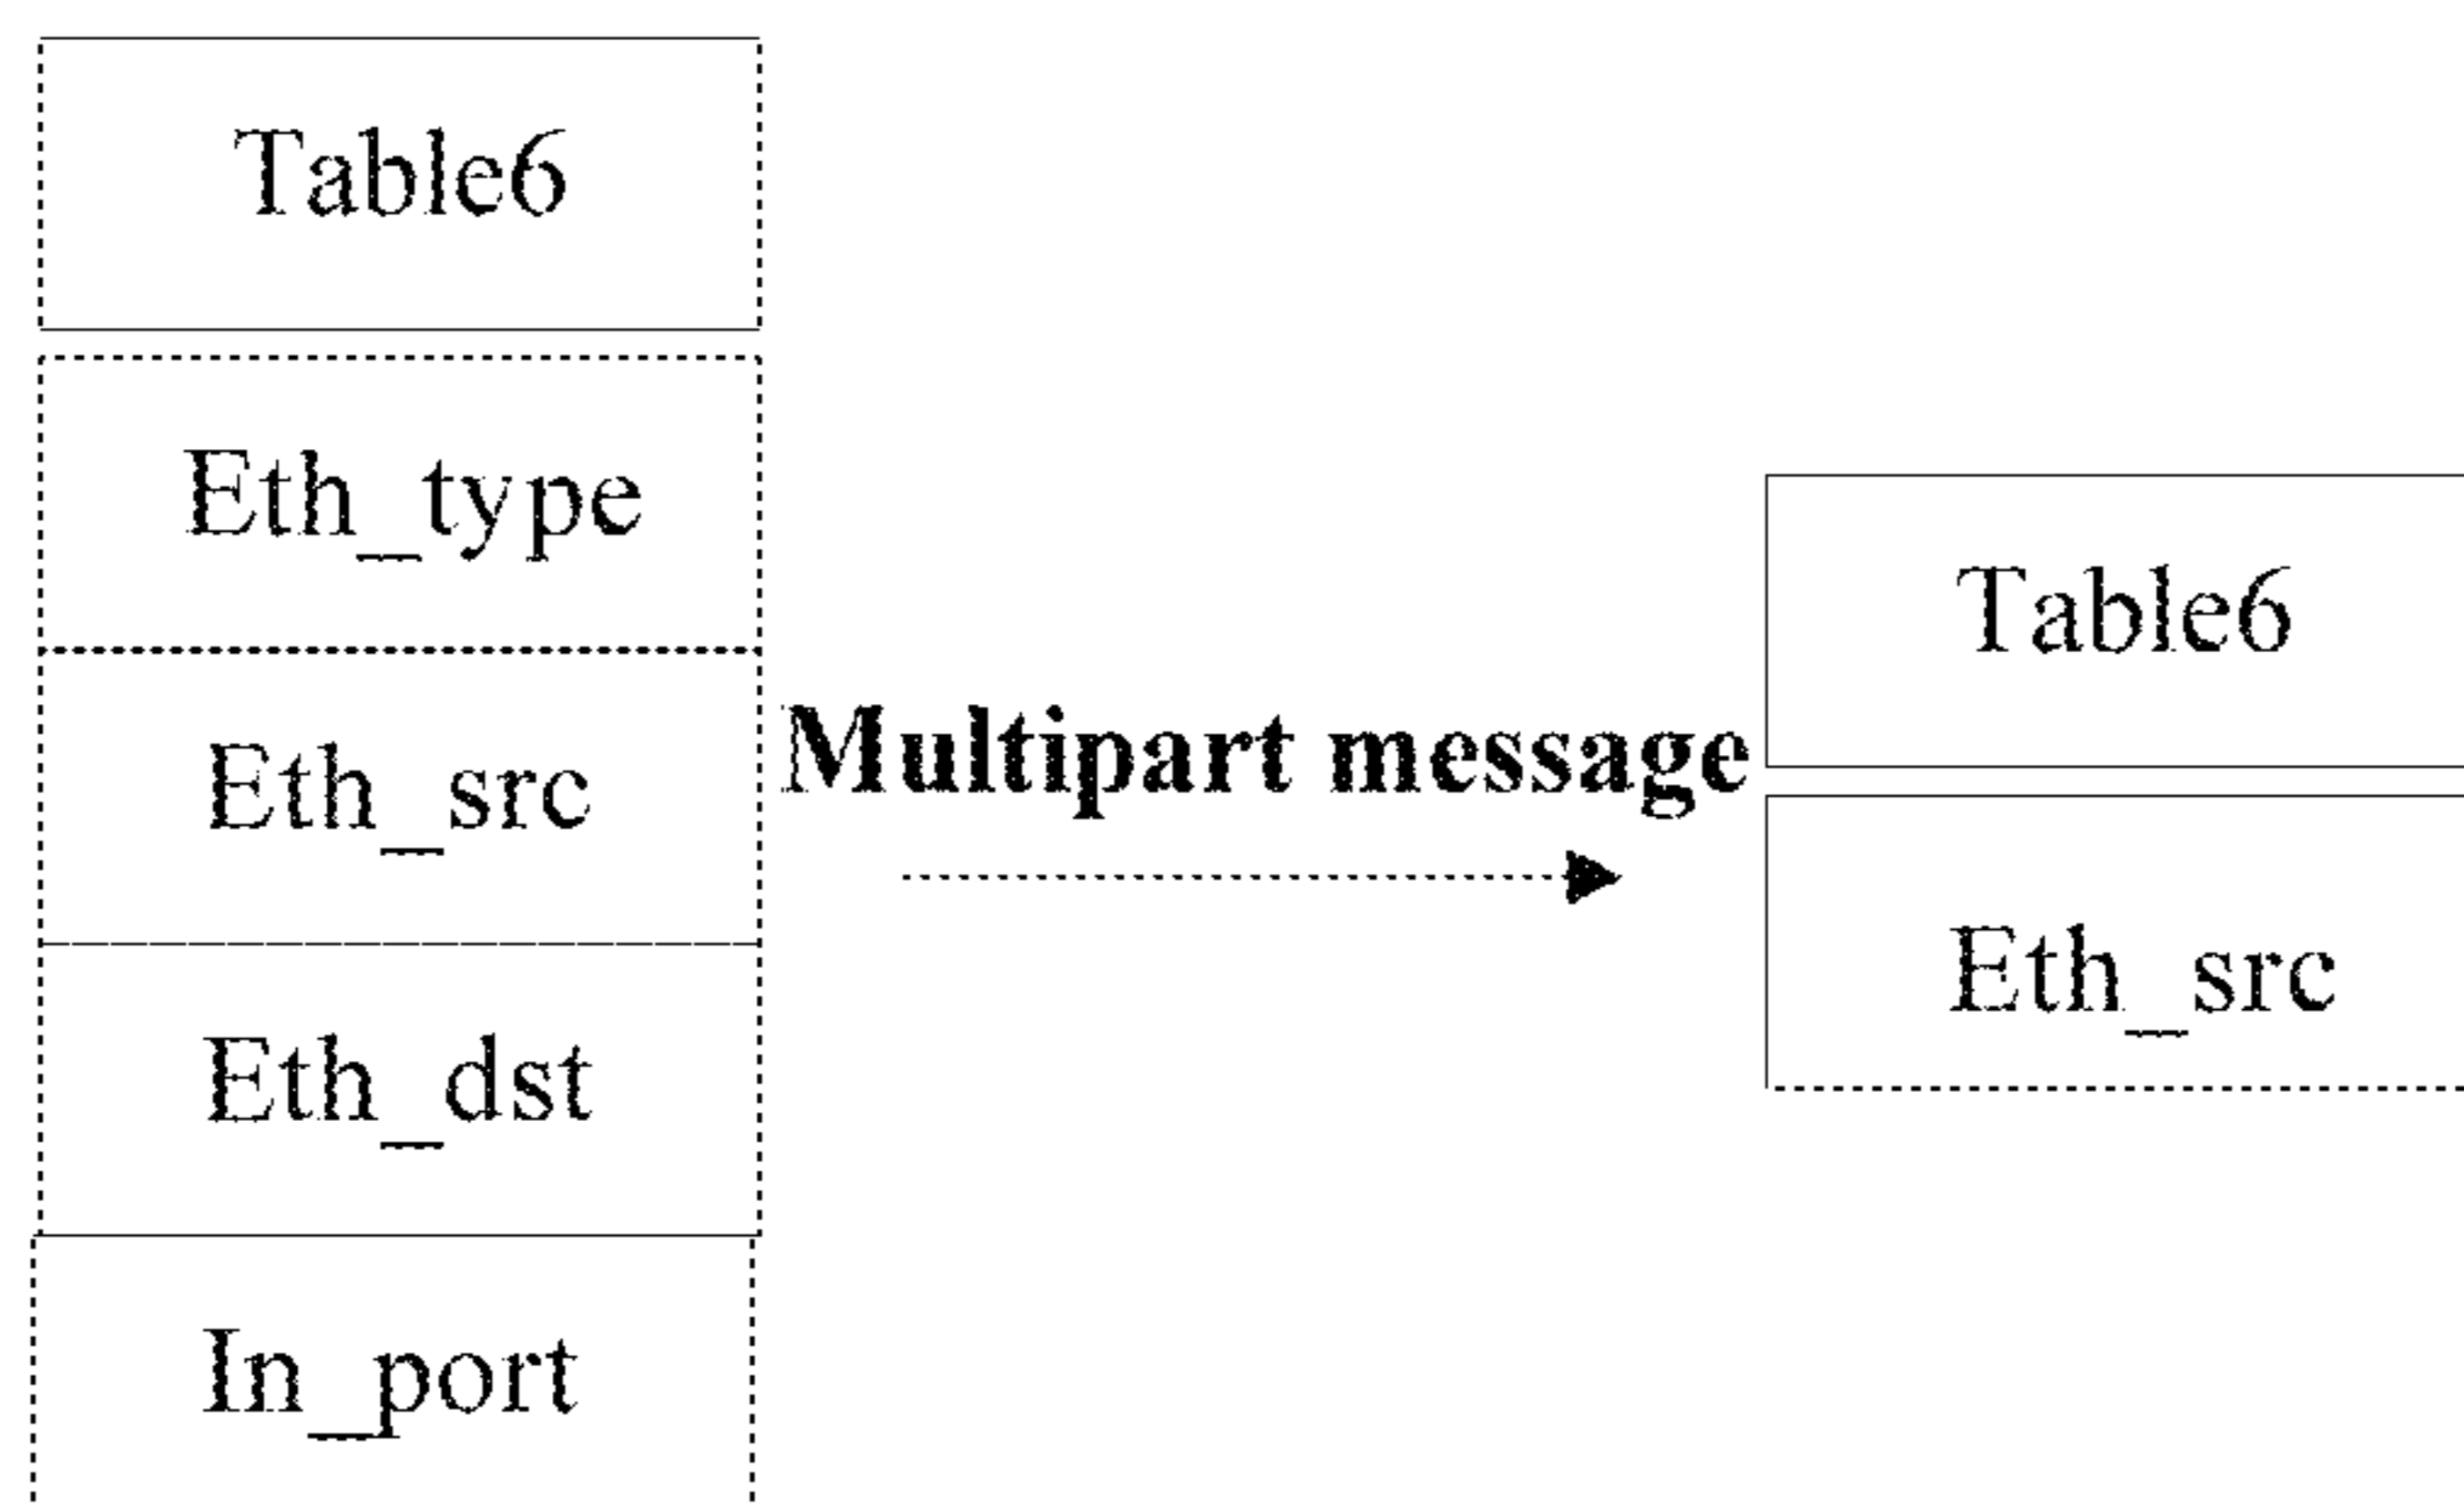 Table6
Eth_type
Eth_src
Eth_dst
In_port
Multipart message
Table6
Eth_src